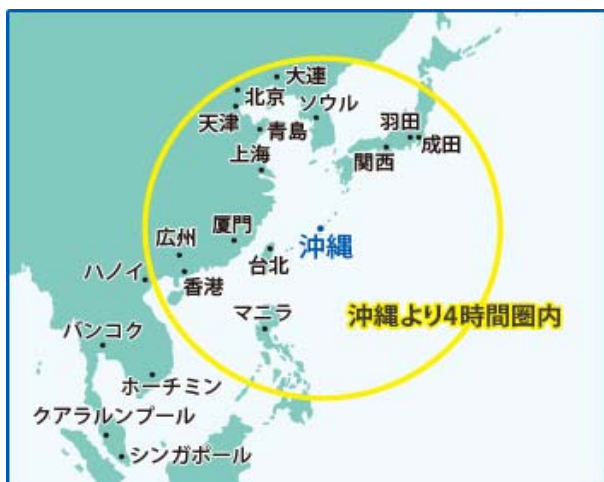 大連
北京
ソウル
天津
青島
羽田
成田
関西
上海
厦門
広州
沖縄
台北
ハノイ
香港
マニラ
沖縄より4時間圏内
バンコク
ホーチミン
クアラルンプール
シンガポール